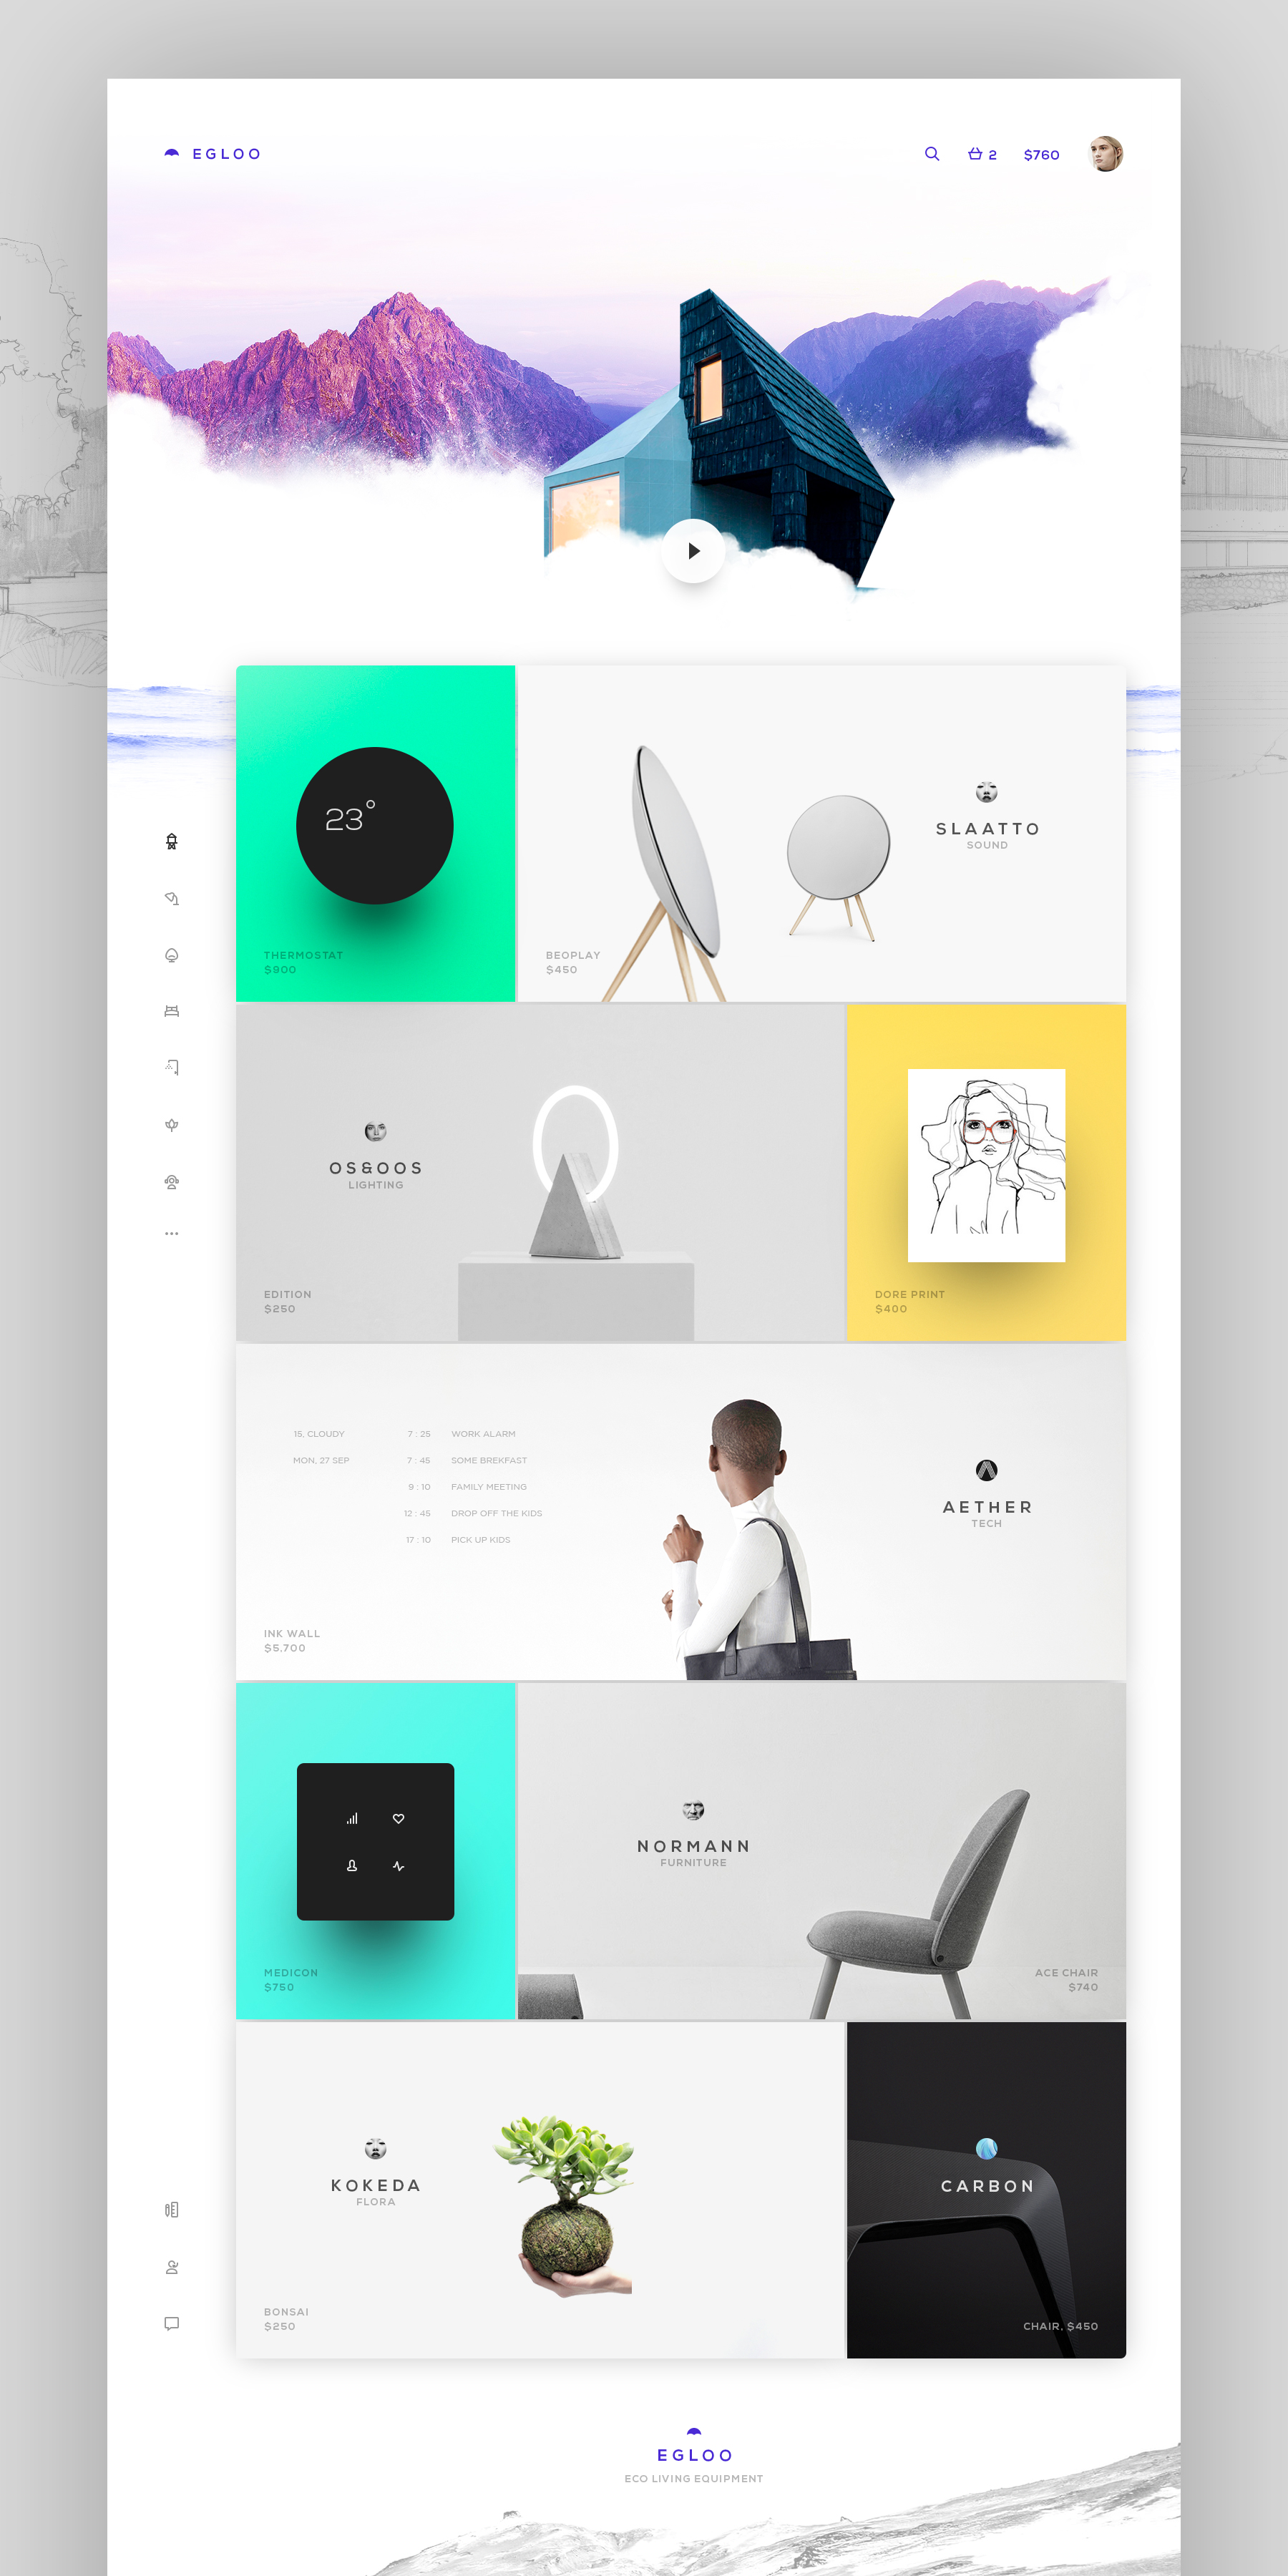 EGLOO
2
$760
23°
THERMOSTAT
$900
BEOPLAY
$450
SLAATTO
SOUND
OS&OOS
LIGHTING
EDITION
$250
DORE PRINT
$400
15, CLOUDY
MON, 27 SEP
7 : 25 WORK ALARM
7 : 45 SOME BREKFAST
9 : 10 FAMILY MEETING
12 : 45 DROP OFF THE KIDS
17 : 10 PICK UP KIDS
AETHER
TECH
INK WALL
$5,700
MEDICON
$750
NORMANN
FURNITURE
ACE CHAIR
$740
KOKEDA
FLORA
BONSAI
$250
CARBON
CHAIR, $450
EGLOO
ECO LIVING EQUIPMENT